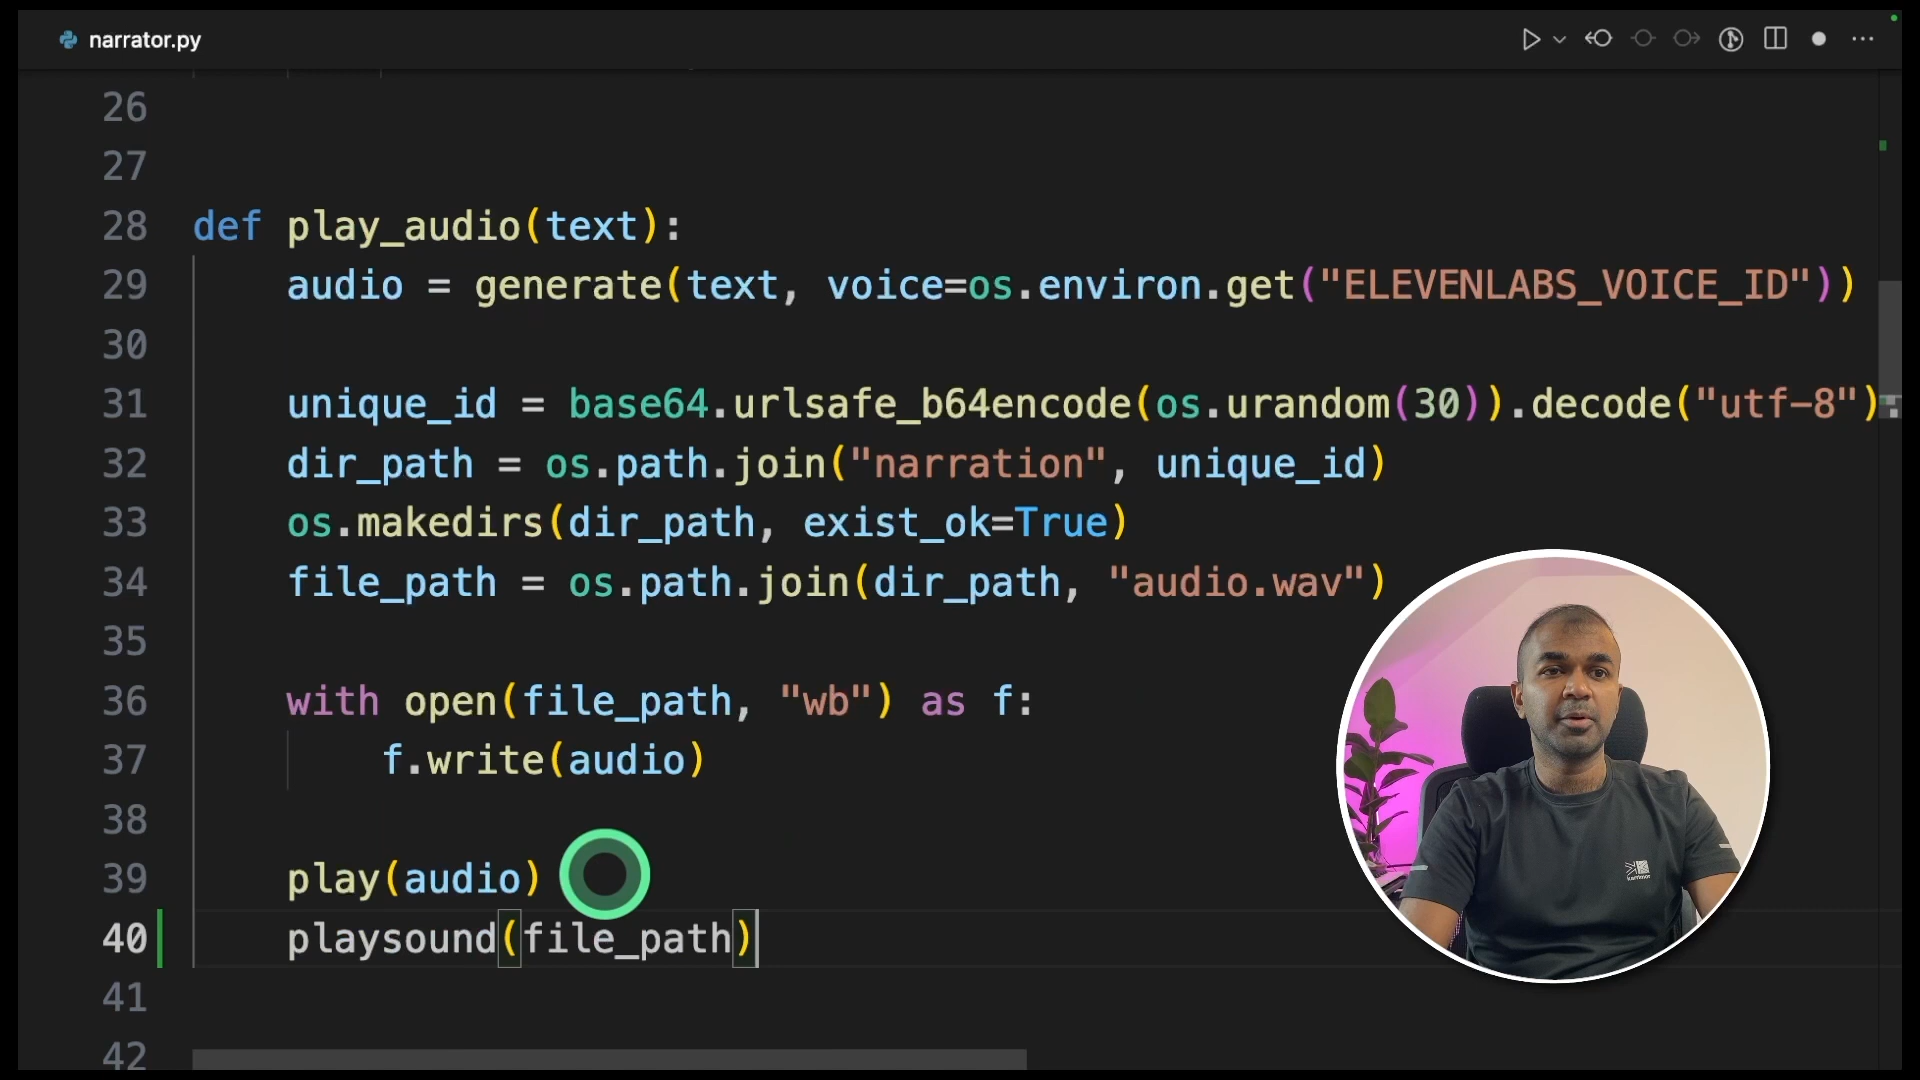 narrator.py
26
27
28 def play_audio(text):
29 audio = generate(text, voice=os.environ.get("ELEVENLABS_VOICE_ID"))
30
31 unique_id = base64.urlsafe_b64encode(os.urandom(30)).decode("utf-8").
32 dir_path = os.path.join("narration", unique_id)
33 os.makedirs(dir_path, exist_ok=True)
34 file_path = os.path.join(dir_path, "audio.wav")
35
36 with open(file_path, "wb") as f:
37 f.write(audio)
38
39 play(audio)
40 playsound(file_path)
41
42
karrimor